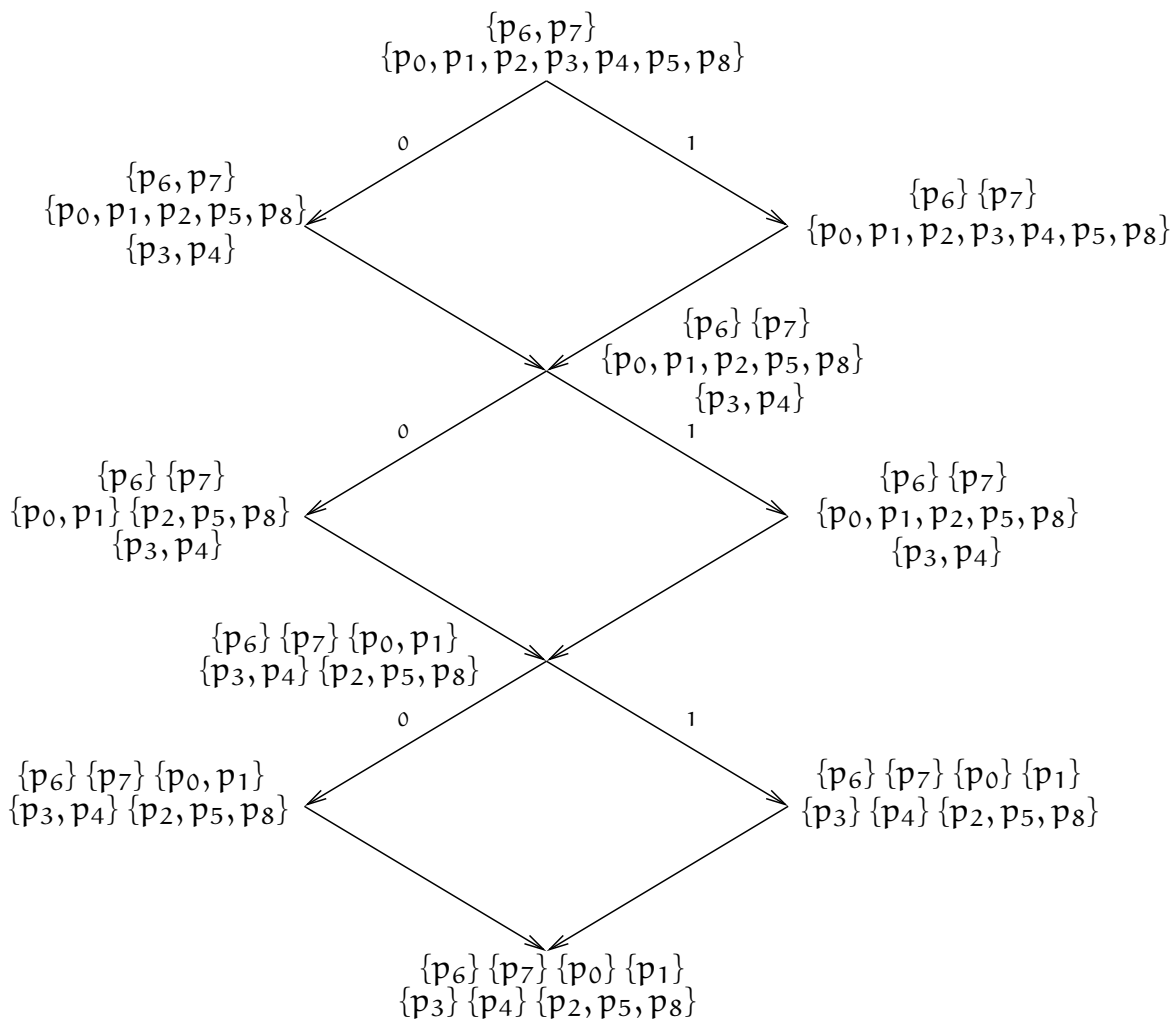 {p₆, p₇}
{p₀, p₁, p₂, p₃, p₄, p₅, p₈}
0
1
{p₆, p₇}
{p₀, p₁, p₂, p₅, p₈}
{p₃, p₄}
{p₆} {p₇}
{p₀, p₁, p₂, p₃, p₄, p₅, p₈}
{p₆} {p₇}
{p₀, p₁, p₂, p₅, p₈}
{p₃, p₄}
0
1
{p₆} {p₇}
{p₀, p₁} {p₂, p₅, p₈}
{p₃, p₄}
{p₆} {p₇}
{p₀, p₁, p₂, p₅, p₈}
{p₃, p₄}
{p₆} {p₇} {p₀, p₁}
{p₃, p₄} {p₂, p₅, p₈}
0
1
{p₆} {p₇} {p₀, p₁}
{p₃, p₄} {p₂, p₅, p₈}
{p₆} {p₇} {p₀} {p₁}
{p₃} {p₄} {p₂, p₅, p₈}
{p₆} {p₇} {p₀} {p₁}
{p₃} {p₄} {p₂, p₅, p₈}